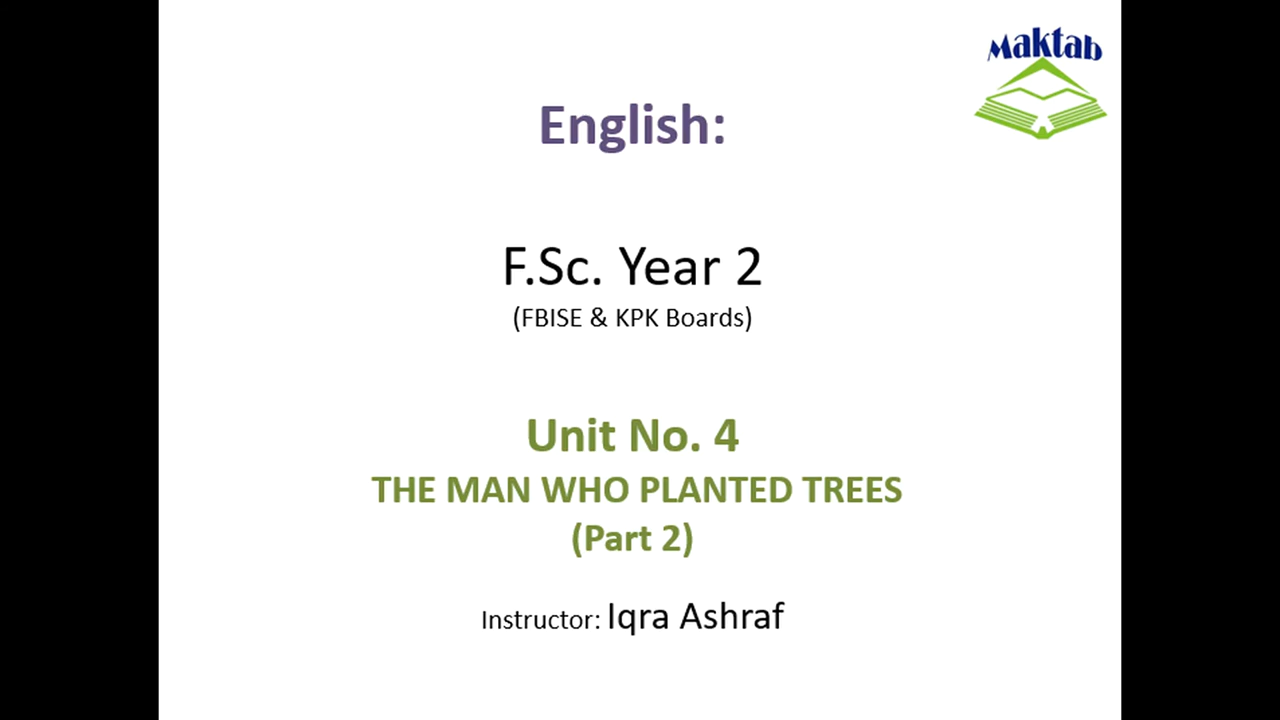 Maktab
English:
F.Sc. Year 2
(FBISE & KPK Boards)
Unit No. 4
THE MAN WHO PLANTED TREES
(Part 2)
Instructor: Iqra Ashraf